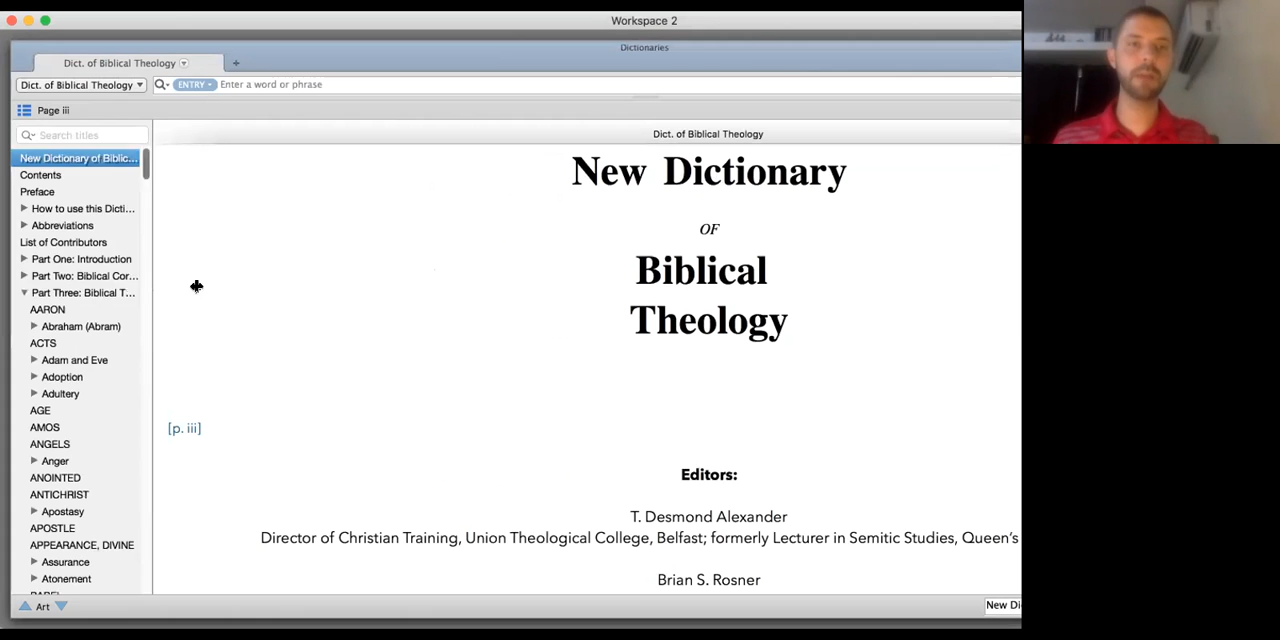 Workspace 2
Dictionaries
Dict. of Biblical Theology
+
Dict. of Biblical Theology
ENTRY
Enter a word or phrase
Page iii
Search titles
Dict. of Biblical Theology
New Dictionary of Biblic...
Contents
Preface
How to use this Dicti...
Abbreviations
List of Contributors
Part One: Introduction
Part Two: Biblical Cor...
Part Three: Biblical T...
AARON
Abraham (Abram)
ACTS
Adam and Eve
Adoption
Adultery
AGE
AMOS
ANGELS
Anger
ANOINTED
ANTICHRIST
Apostasy
APOSTLE
APPEARANCE, DIVINE
Assurance
Atonement
New Dictionary
OF
Biblical
Theology
[p. iii]
Editors:
T. Desmond Alexander
Director of Christian Training, Union Theological College, Belfast; formerly Lecturer in Semitic Studies, Queen's
Brian S. Rosner
Art
New Di